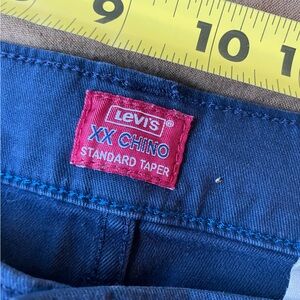 9 10 1
LEVI'S®
XX CHINO
STANDARD TAPER